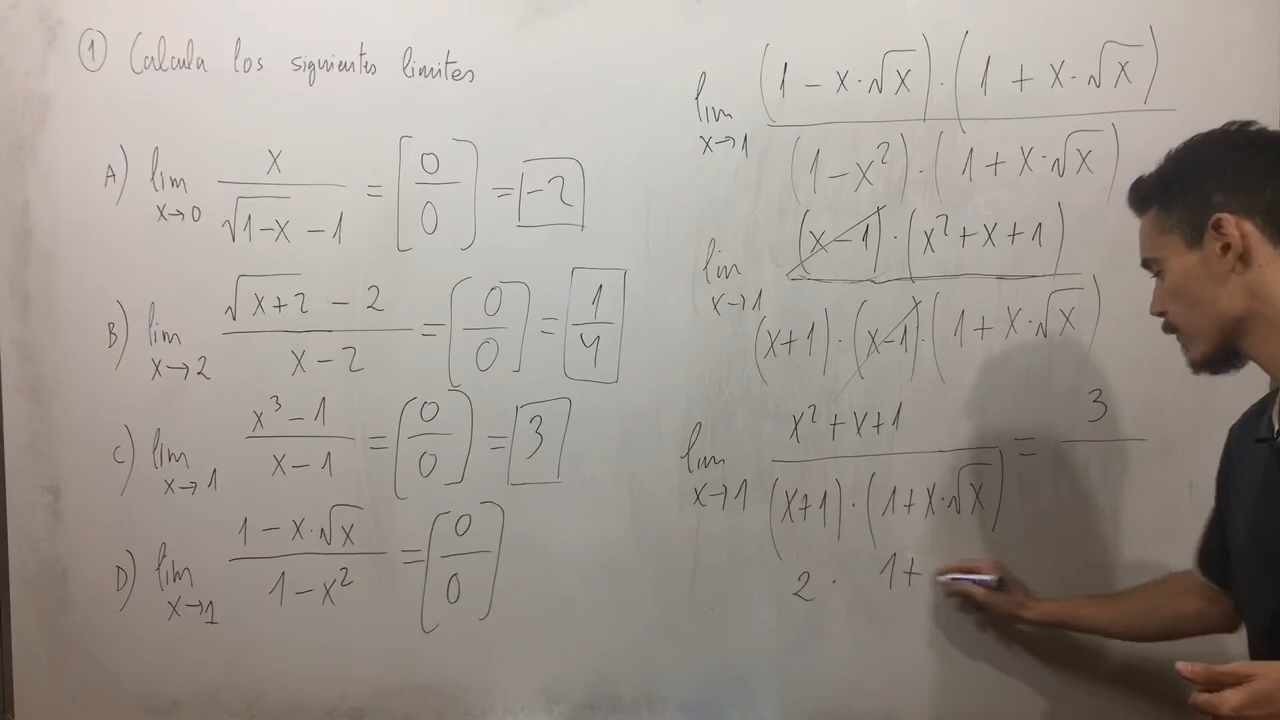 ① Calcula los siguientes limites
A) lim x→0 x / (√(1-x) - 1) = [0/0] = -2
B) lim x→2 (√(x+2) - 2) / (x-2) = [0/0] = 1/4
C) lim x→1 (x³-1) / (x-1) = [0/0] = 3
D) lim x→1 (1-x·√x) / (1-x²) = [0/0]
lim x→1 (1-x·√x)·(1+x·√x) / (1-x²)·(1+x·√x)
lim x→1 (x-1)·(x²+x+1) / (x+1)·(x-1)·(1+x·√x)
lim x→1 x²+x+1 / (x+1)·(1+x·√x) = 3 /
2· 1+